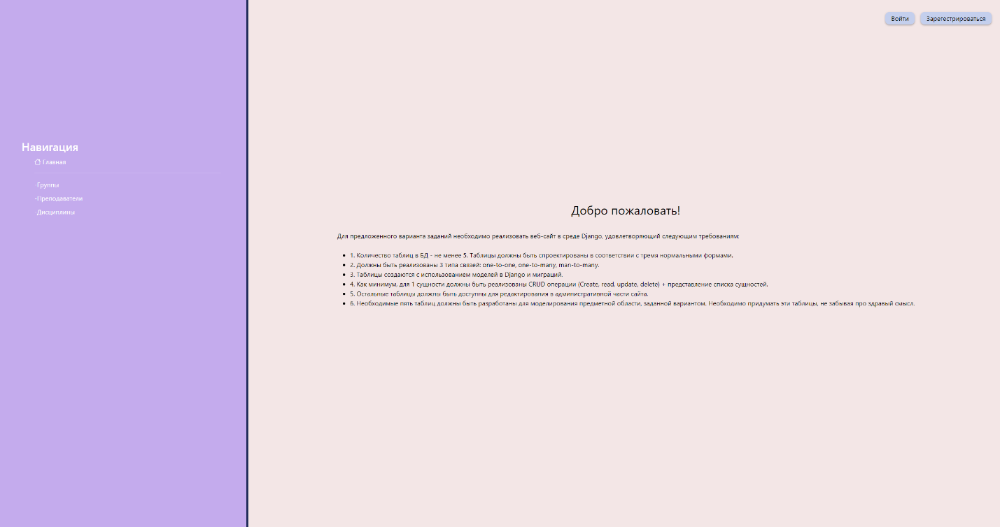 Войти Зарегестрироваться
Навигация
Главная
-Группы
-Преподаватели
-Дисциплины
Добро пожаловать!
Для предложенного варианта заданий необходимо реализовать веб-сайт в среде Django, удовлетворяющий следующим требованиям:
1. Количество таблиц в БД - не менее 5. Таблицы должны быть спроектированы в соответствии с тремя нормальными формами.
2. Должны быть реализованы 3 типа связей: one-to-one, one-to-many, man-to-many.
3. Таблицы создаются с использованием моделей в Django и миграций.
4. Как минимум, для 1 сущности должны быть реализованы CRUD операции (Create, read, update, delete) + представление списка сущностей.
5. Остальные таблицы должны быть доступны для редактирования в административной части сайта.
6. Необходимые пять таблиц должны быть разработаны для моделирования предметной области, заданной вариантом. Необходимо придумать эти таблицы, не забывая про здравый смысл.